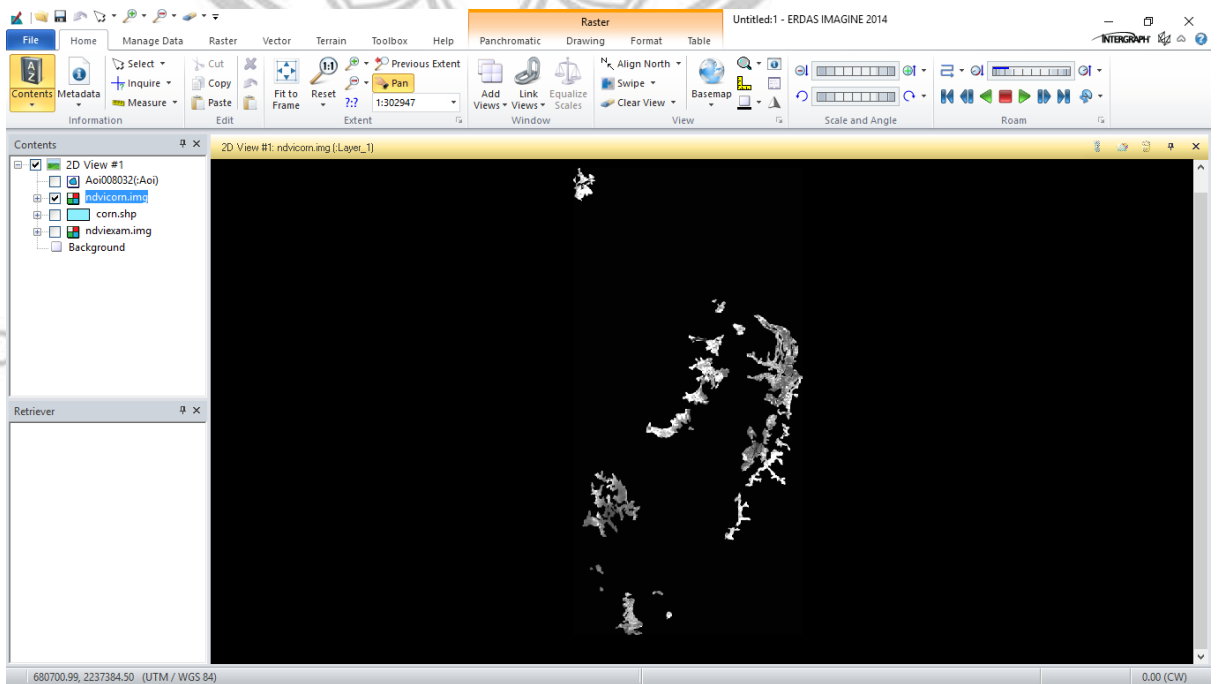 Raster
Untitled:1 - ERDAS IMAGINE 2014
File Home Manage Data Raster Vector Terrain Toolbox Help Panchromatic Drawing Format Table
INTERGRAPH
Contents
Metadata
Select
Inquire
Measure
Information
Cut
Copy
Paste
Edit
Fit to Frame
1:1
Reset
Previous Extent
Pan
?:?
1:302947
Extent
Add Views
Link Views
Equalize Scales
Window
Align North
Swipe
Clear View
Basemap
View
Scale and Angle
Roam
Contents
2D View #1: ndvicorn.img (:Layer_1)
2D View #1
Aoi008032(:Aoi)
ndvicorn.img
corn.shp
ndviexam.img
Background
Retriever
680700.99, 2237384.50 (UTM / WGS 84)
0.00 (CW)